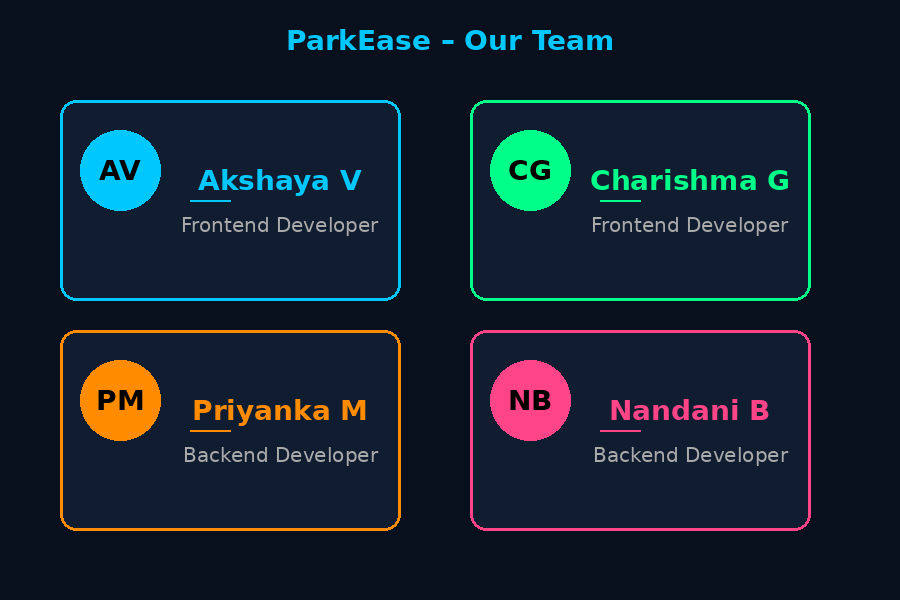 ParkEase – Our Team
AV
Akshaya V
Frontend Developer
CG
Charishma G
Frontend Developer
PM
Priyanka M
Backend Developer
NB
Nandani B
Backend Developer